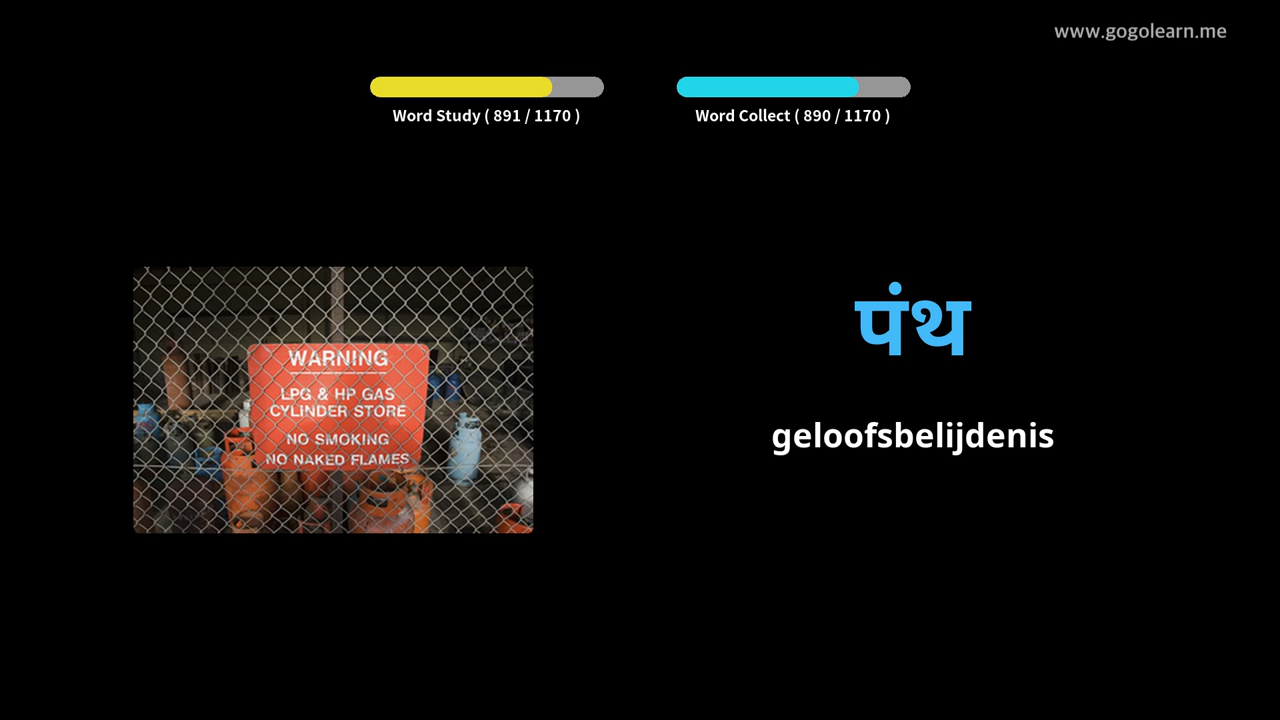 www.gogolearn.me
Word Study ( 891 / 1170 )
Word Collect ( 890 / 1170 )
WARNING
LPG & HP GAS
CYLINDER STORE
NO SMOKING
NO NAKED FLAMES
पंथ
geloofsbelijdenis